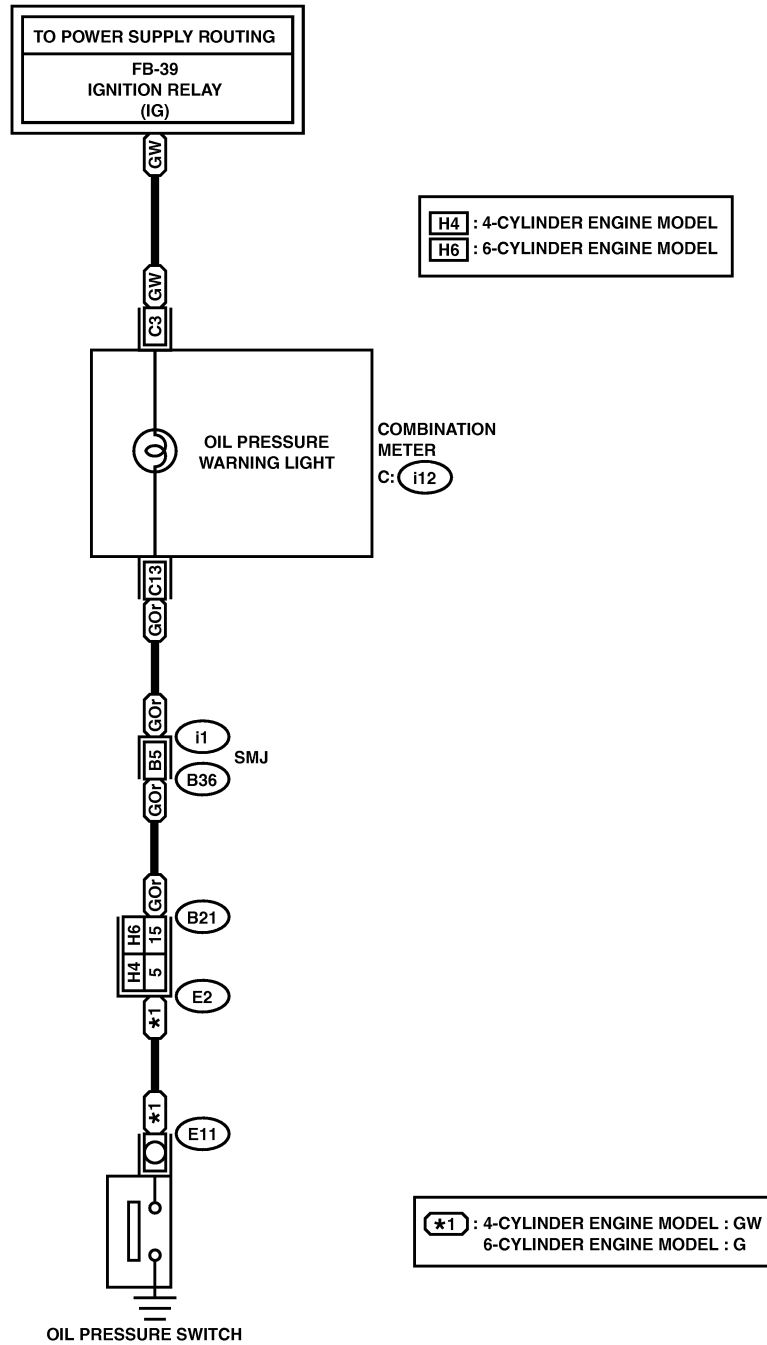 TO POWER SUPPLY ROUTING
FB-39
IGNITION RELAY
(IG)
GW
GW
C3
H4 : 4-CYLINDER ENGINE MODEL
H6 : 6-CYLINDER ENGINE MODEL
OIL PRESSURE
WARNING LIGHT
COMBINATION
METER
C: i12
C13
GOr
GOr
i1
B5
SMJ
B36
GOr
GOr
B21
H6 15
H4 5
E2
*1
*1
E11
*1 : 4-CYLINDER ENGINE MODEL : GW
6-CYLINDER ENGINE MODEL : G
OIL PRESSURE SWITCH